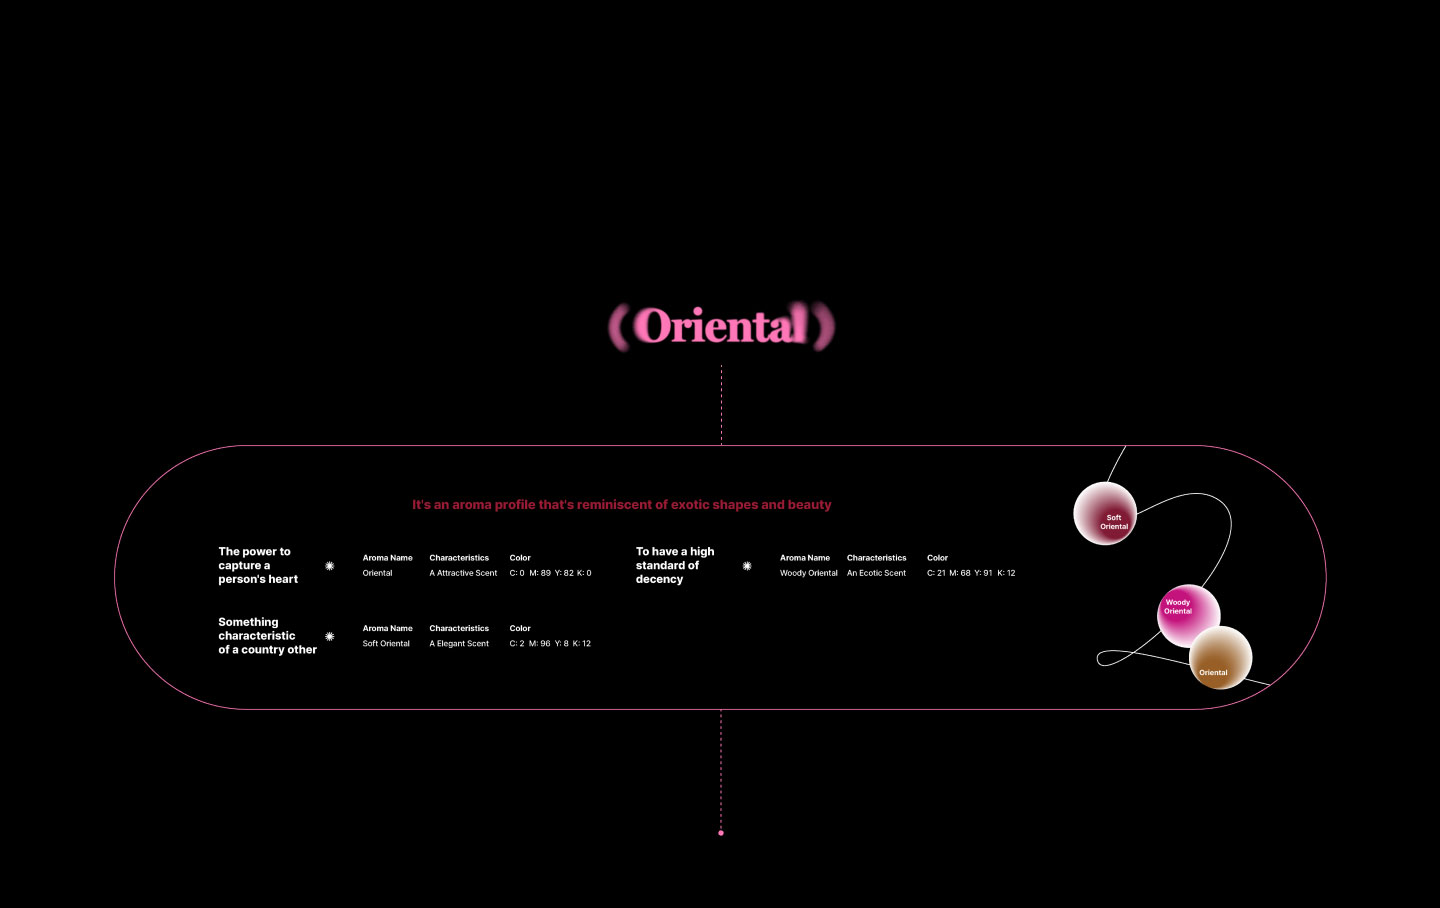 (Oriental)
It's an aroma profile that's reminiscent of exotic shapes and beauty
The power to
capture a
person's heart
Aroma Name Characteristics Color
Oriental A Attractive Scent C: 0 M: 89 Y: 82 K: 0
To have a high
standard of
decency
Aroma Name Characteristics Color
Woody Oriental An Ecotic Scent C: 21 M: 68 Y: 91 K: 12
Something
characteristic
of a country other
Aroma Name Characteristics Color
Soft Oriental A Elegant Scent C: 2 M: 96 Y: 8 K: 12
Soft
Oriental
Woody
Oriental
Oriental